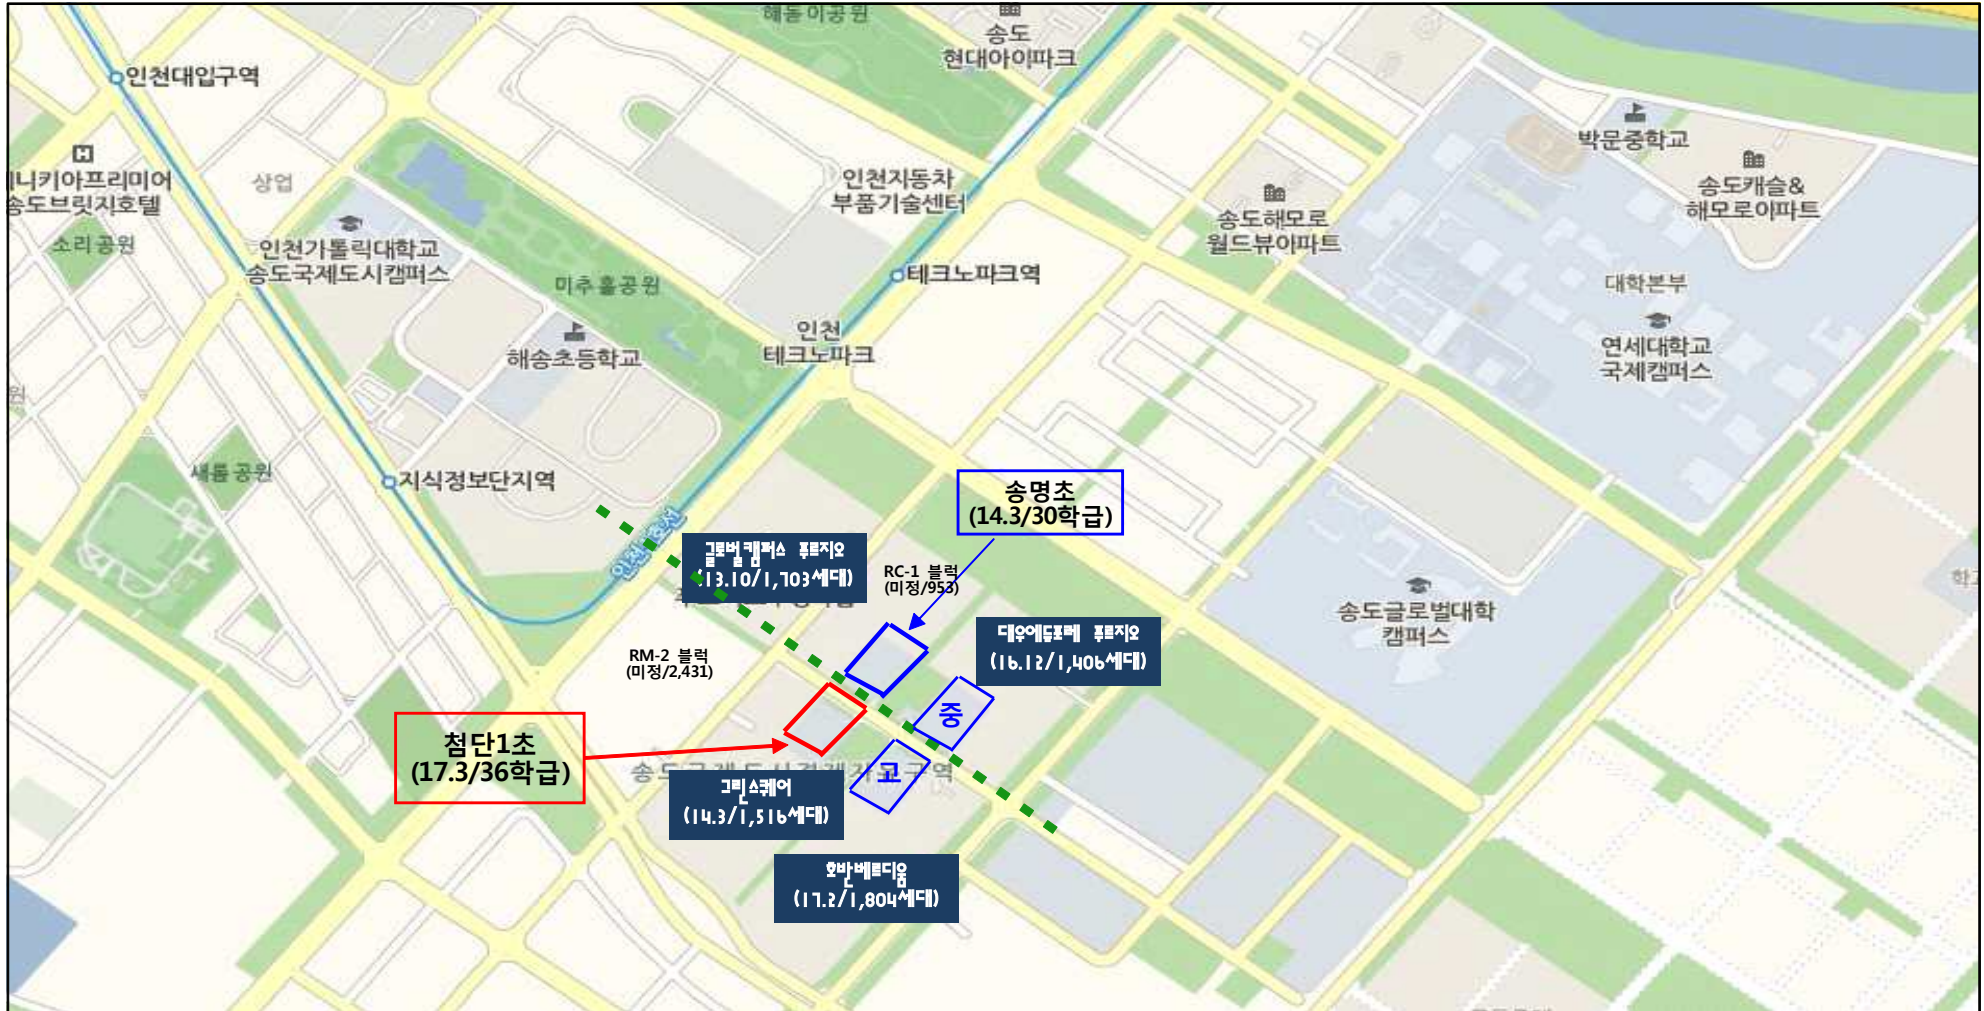 해돋이공원
송도
현대아이파크
인천대입구역
박문중학교
니키아프리미어
송도브릿지호텔
상업
인천지동차
부품기술센터
송도캐슬&
해모로아파트
송도해모로
월드뷰아파트
소리공원
인천가톨릭대학교
송도국제도시캠퍼스
미추홀공원
테크노파크역
대학본부
해송초등학교
인천
테크노파크
연세대학교
국제캠퍼스
원
새롬공원
지식정보단지역
송명초
(14.3/30학급)
인천1호선
글로벌캠퍼스 푸르지오
(13.10/1,703세대)
RC-1 블럭
(미정/953)
송도글로벌대학
캠퍼스
대우에듀포레 푸르지오
(16.12/1,406세대)
RM-2 블럭
(미정/2,431)
중
첨단1초
(17.3/36학급)
고
그린스퀘어
(14.3/1,516세대)
호반베르디움
(17.2/1,804세대)